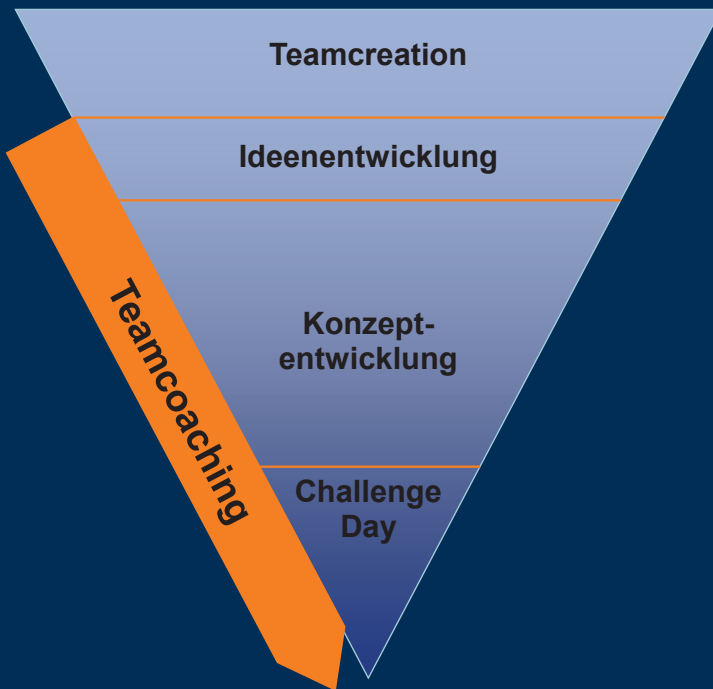 Teamcreation
Ideenentwicklung
Konzept-
entwicklung
Challenge
Day
Teamcoaching